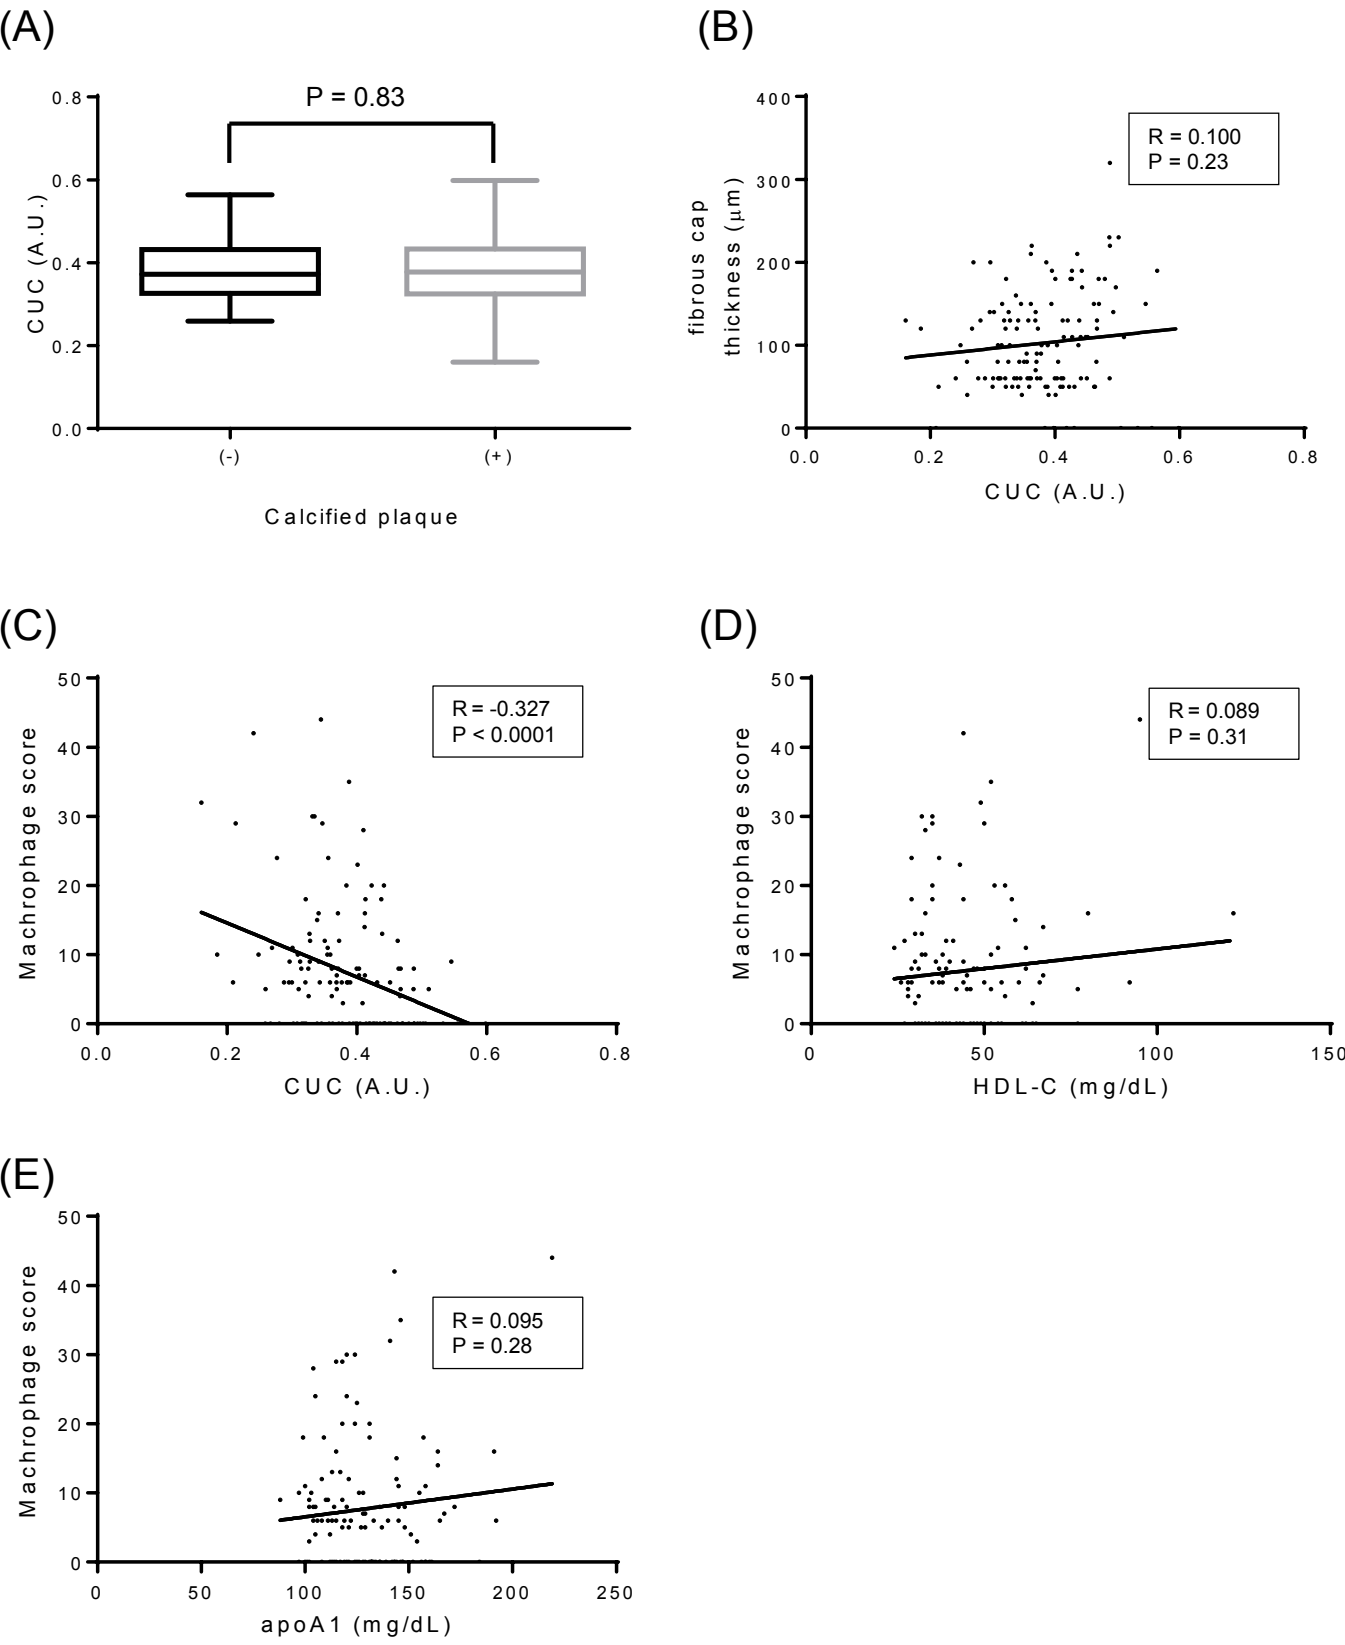 (A)
P = 0.83
CUC (A.U.)
0.8
0.6
0.4
0.2
0.0
(-)
(+)
Calcified plaque
(B)
R = 0.100
P = 0.23
fibrous cap
thickness (μm)
400
300
200
100
0
0.0
0.2
0.4
0.6
0.8
CUC (A.U.)
(C)
R = -0.327
P < 0.0001
Machrophage score
50
40
30
20
10
0
0.0
0.2
0.4
0.6
0.8
CUC (A.U.)
(D)
R = 0.089
P = 0.31
Machrophage score
50
40
30
20
10
0
0
50
100
150
HDL-C (mg/dL)
(E)
R = 0.095
P = 0.28
Machrophage score
50
40
30
20
10
0
0
50
100
150
200
250
apoA1 (mg/dL)